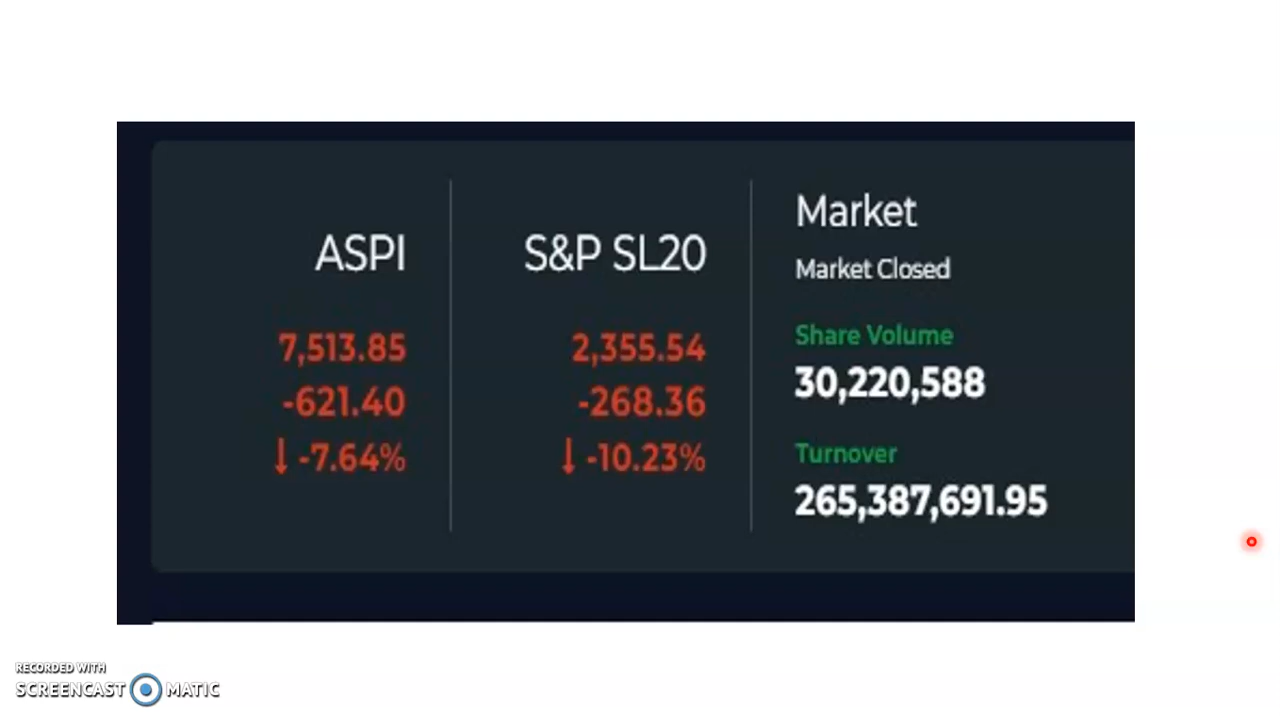 ASPI
7,513.85
-621.40
↓ -7.64%
S&P SL20
2,355.54
-268.36
↓ -10.23%
Market
Market Closed
Share Volume
30,220,588
Turnover
265,387,691.95
RECORDED WITH
SCREENCAST MATIC